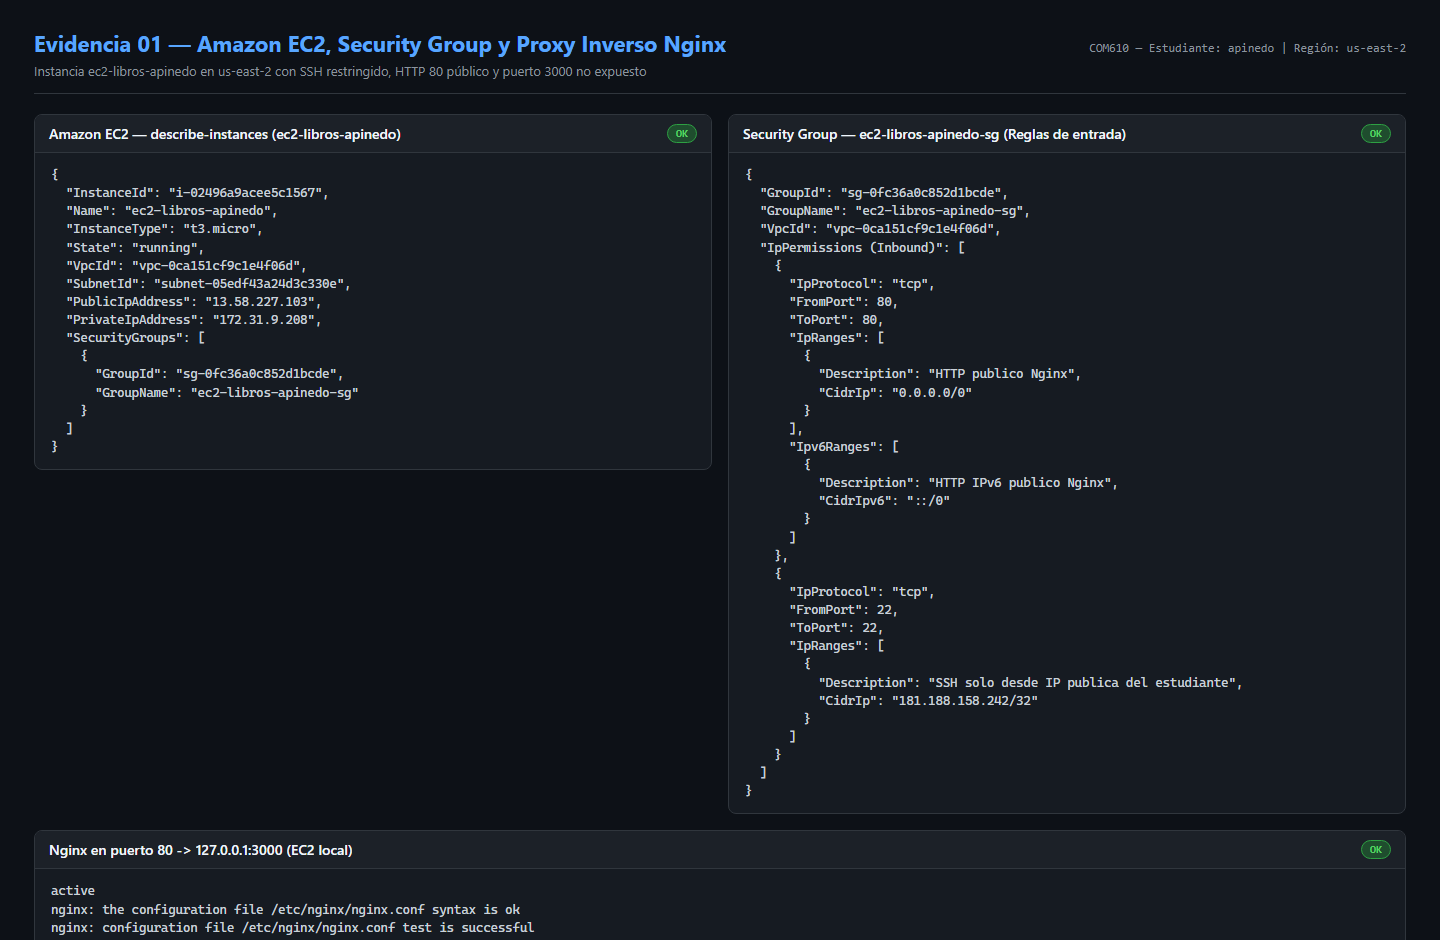 Evidencia 01 — Amazon EC2, Security Group y Proxy Inverso Nginx
COM610 — Estudiante: apinedo | Región: us-east-2
Instancia ec2-libros-apinedo en us-east-2 con SSH restringido, HTTP 80 público y puerto 3000 no expuesto
Amazon EC2 — describe-instances (ec2-libros-apinedo)
OK
{
"InstanceId": "i-02496a9acee5c1567",
"Name": "ec2-libros-apinedo",
"InstanceType": "t3.micro",
"State": "running",
"VpcId": "vpc-0ca151cf9c1e4f06d",
"SubnetId": "subnet-05edf43a24d3c330e",
"PublicIpAddress": "13.58.227.103",
"PrivateIpAddress": "172.31.9.208",
"SecurityGroups": [
{
"GroupId": "sg-0fc36a0c852d1bcde",
"GroupName": "ec2-libros-apinedo-sg"
}
]
}
Security Group — ec2-libros-apinedo-sg (Reglas de entrada)
OK
{
"GroupId": "sg-0fc36a0c852d1bcde",
"GroupName": "ec2-libros-apinedo-sg",
"VpcId": "vpc-0ca151cf9c1e4f06d",
"IpPermissions (Inbound)": [
{
"IpProtocol": "tcp",
"FromPort": 80,
"ToPort": 80,
"IpRanges": [
{
"Description": "HTTP publico Nginx",
"CidrIp": "0.0.0.0/0"
}
],
"Ipv6Ranges": [
{
"Description": "HTTP IPv6 publico Nginx",
"CidrIpv6": "::/0"
}
]
},
{
"IpProtocol": "tcp",
"FromPort": 22,
"ToPort": 22,
"IpRanges": [
{
"Description": "SSH solo desde IP publica del estudiante",
"CidrIp": "181.188.158.242/32"
}
]
}
]
}
Nginx en puerto 80 -> 127.0.0.1:3000 (EC2 local)
OK
active
nginx: the configuration file /etc/nginx/nginx.conf syntax is ok
nginx: configuration file /etc/nginx/nginx.conf test is successful